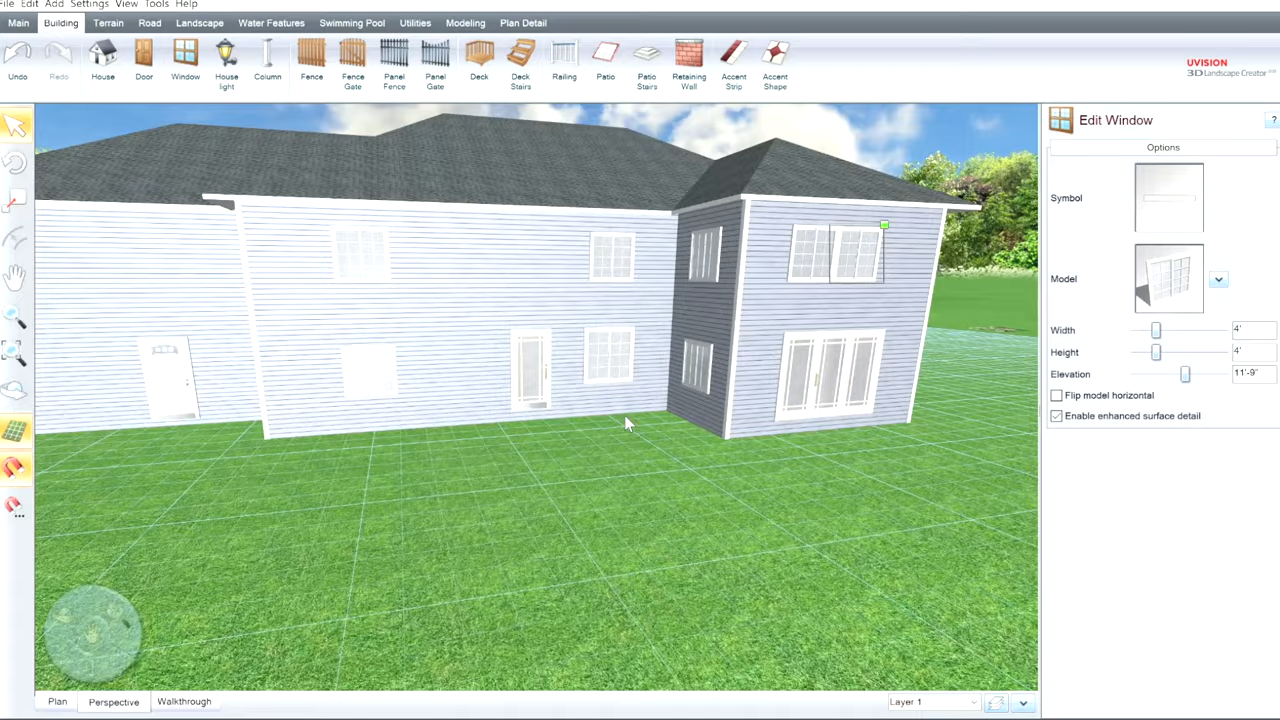 File Edit Add Settings View Tools Help
Main Building Terrain Road Landscape Water Features Swimming Pool Utilities Modeling Plan Detail
Undo Redo House Door Window House light Column Fence Fence Gate Panel Fence Panel Gate Deck Deck Stairs Railing Patio Patio Stairs Retaining Wall Accent Strip Accent Shape
UVISION
3DLandscape Creator
Edit Window
?
Options
Symbol
Model
Width 4'
Height 4'
Elevation 11'-9"
Flip model horizontal
Enable enhanced surface detail
Plan Perspective Walkthrough
Layer 1